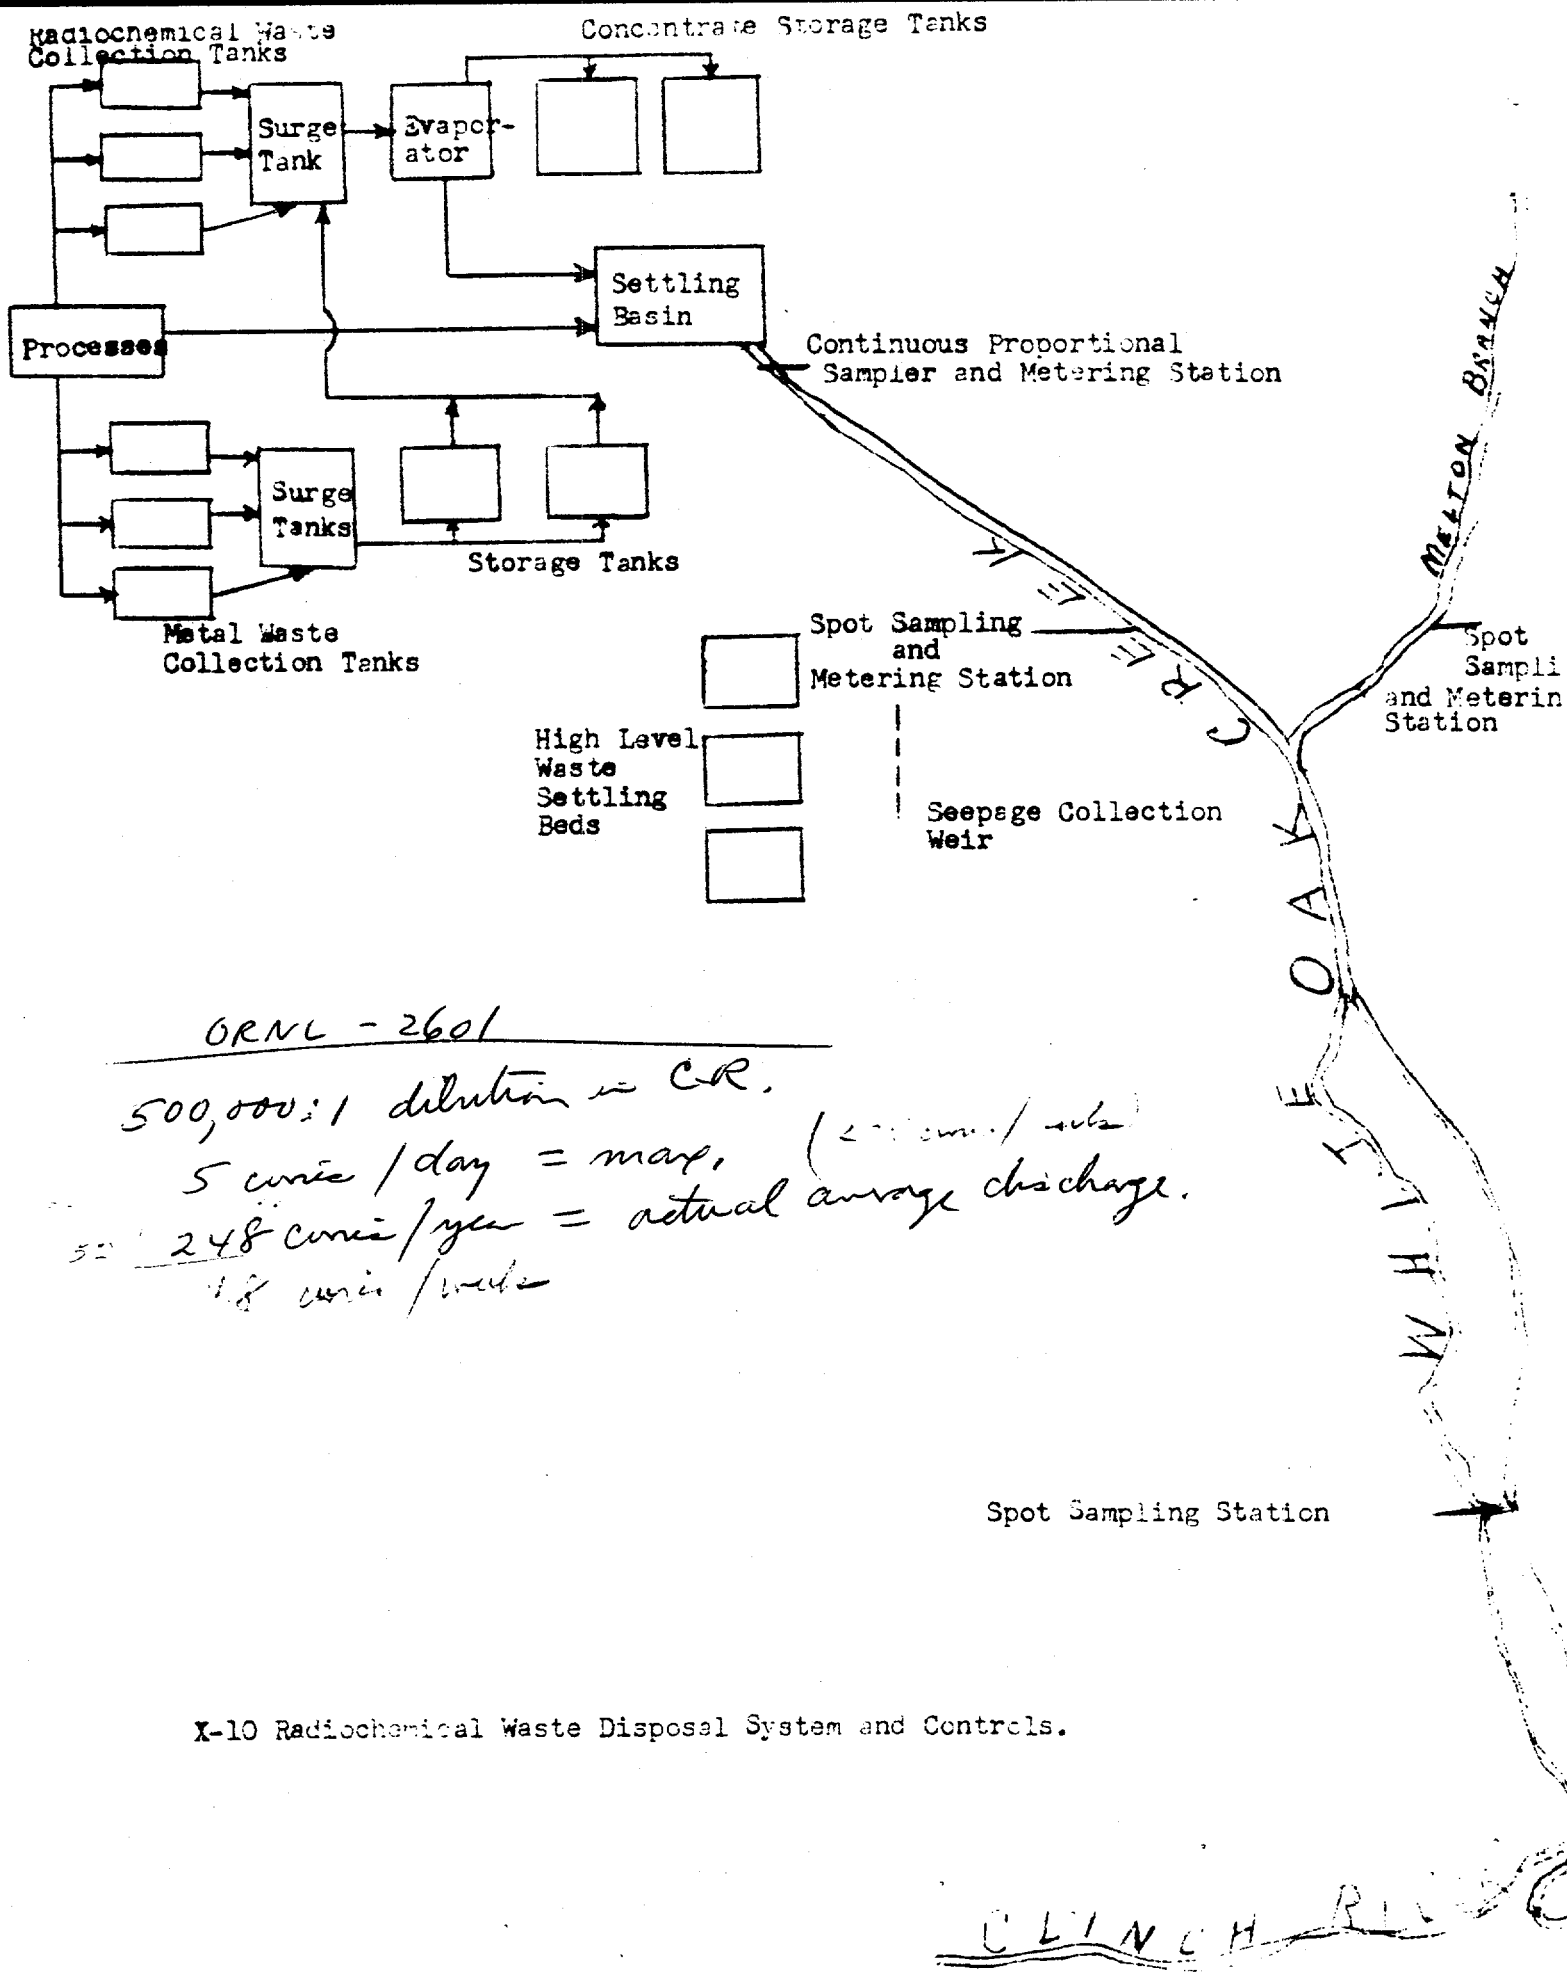 Radiochemical Waste
Collection Tanks
Concentrate Storage Tanks
Surge
Tank
Evapor-
ator
Settling
Basin
Processes
Continuous Proportional
Sampler and Metering Station
MELTON BRANCH
Surge
Tanks
Storage Tanks
Metal Waste
Collection Tanks
Spot Sampling
and
Metering Station
Spot
Sampli
and Meterin
Station
High Level
Waste
Settling
Beds
Seepage Collection
Weir
WHITE OAK CREEK
ORNL - 2601
500,000:1 dilution in C.R.
5 curie / day = max.
248 curie / year = actual average discharge.
curie / week
Spot Sampling Station
X-10 Radiochemical Waste Disposal System and Controls.
CLINCH RIVER